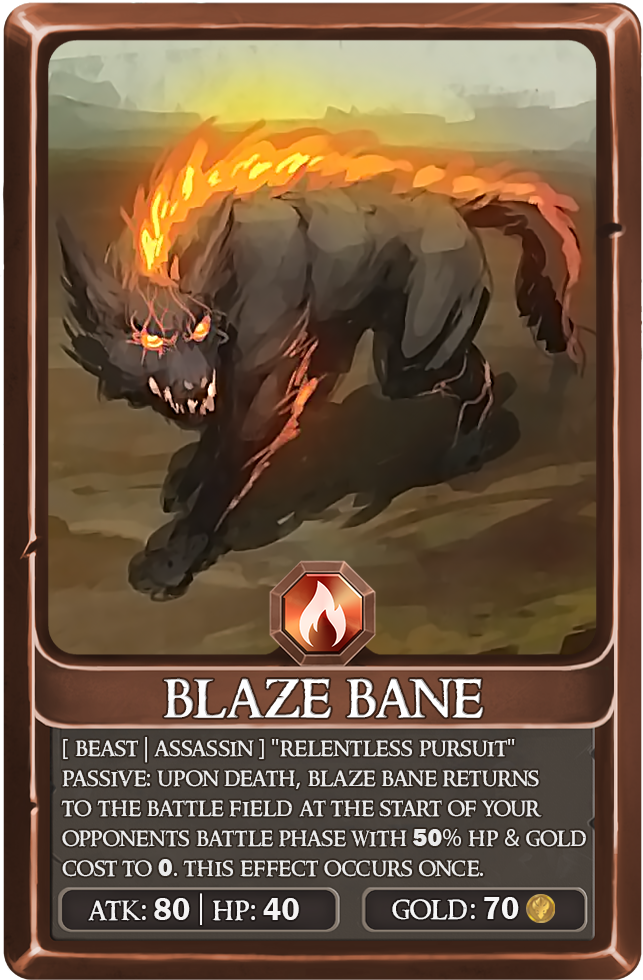 BLAZE BANE
[ BEAST | ASSASSIN ] "RELENTLESS PURSUIT"
PASSIVE: UPON DEATH, BLAZE BANE RETURNS
TO THE BATTLE FIELD AT THE START OF YOUR
OPPONENTS BATTLE PHASE WITH 50% HP & GOLD
COST TO 0. THIS EFFECT OCCURS ONCE.
ATK: 80 | HP: 40 GOLD: 70